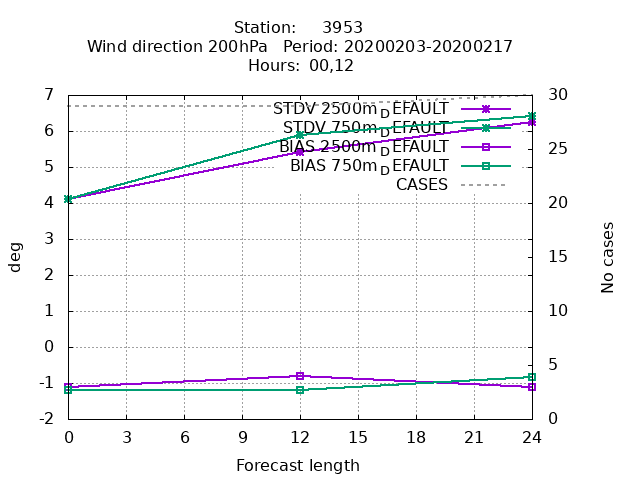 Station: 3953
Wind direction 200hPa Period: 20200203-20200217
Hours: 00,12
7
6
5
4
3
2
1
0
-1
-2
30
25
20
15
10
5
0
STDV 2500m_DEFAULT
STDV 750m_DEFAULT
BIAS 2500m_DEFAULT
BIAS 750m_DEFAULT
CASES
deg
No cases
0 3 6 9 12 15 18 21 24
Forecast length